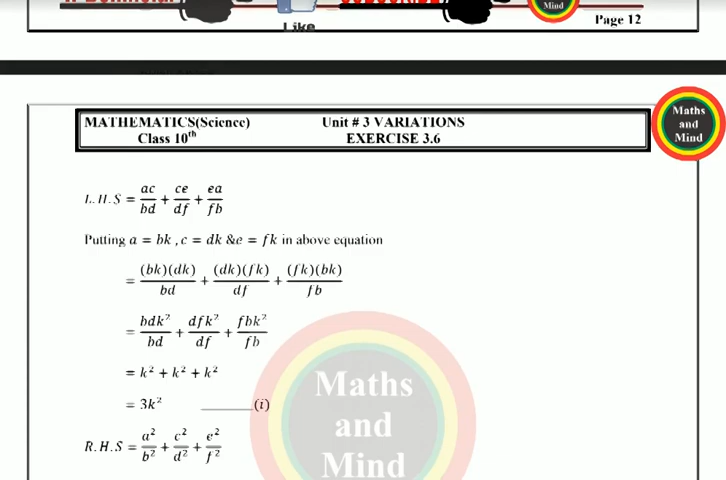 Mind
Page 12
Like
MATHEMATICS(Science) Unit # 3 VARIATIONS
Class 10th EXERCISE 3.6
Maths
and
Mind
L.H.S = ac/bd + ce/df + ea/fb
Putting a = bk , c = dk &e = fk in above equation
= (bk)(dk)/bd + (dk)(fk)/df + (fk)(bk)/fb
= bdk²/bd + dfk²/df + fbk²/fb
= k² + k² + k²
= 3k² ______(i)
R.H.S = a²/b² + c²/d² + e²/f²
Maths
and
Mind